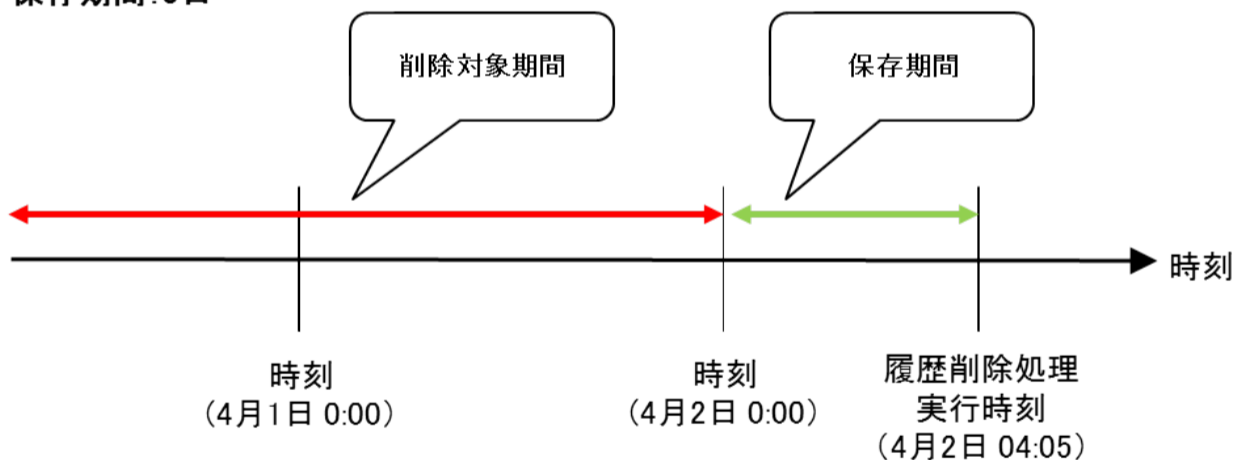 削除対象期間
保存期間
時刻
時刻
(4月1日 0:00)
時刻
(4月2日 0:00)
履歴削除処理
実行時刻
(4月2日 04:05)